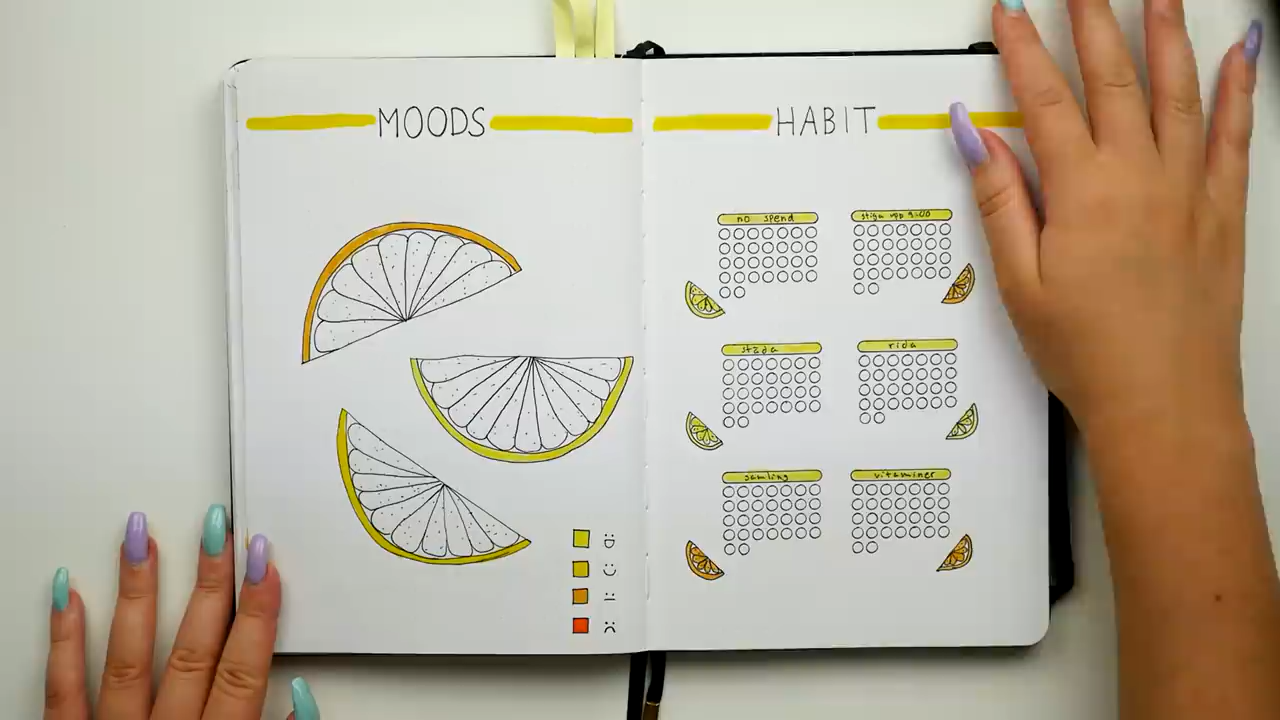 MOODS
HABIT
no spend
stiga upp 9:00
städa
rida
samling
vitaminer